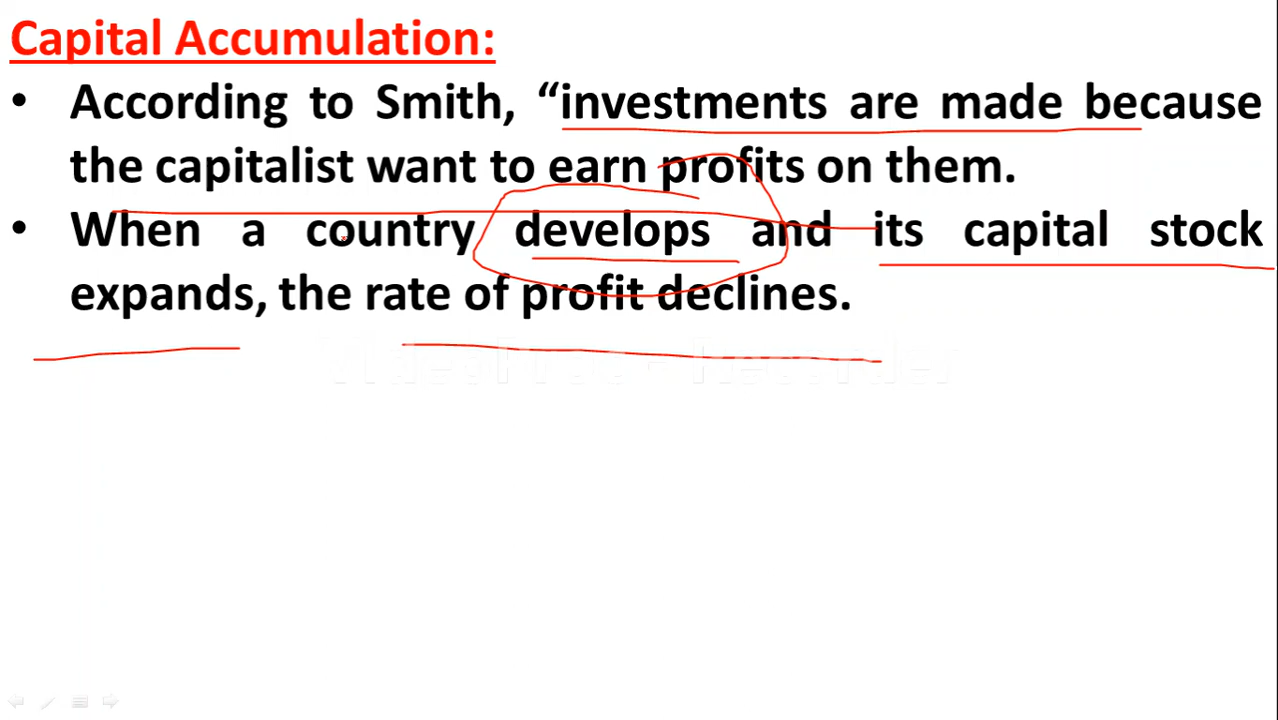 Capital Accumulation:
• According to Smith, “investments are made because
the capitalist want to earn profits on them.
• When a country develops and its capital stock
expands, the rate of profit declines.
Recorder